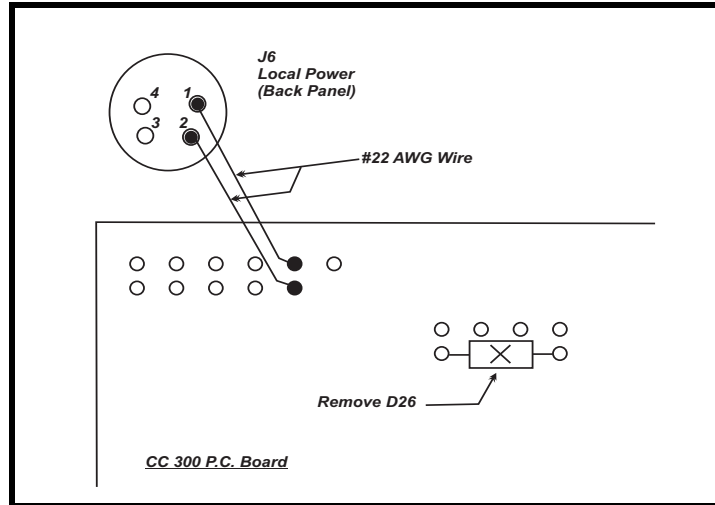 J6
Local Power
(Back Panel)
4 1
3 2
#22 AWG Wire
Remove D26
CC 300 P.C. Board